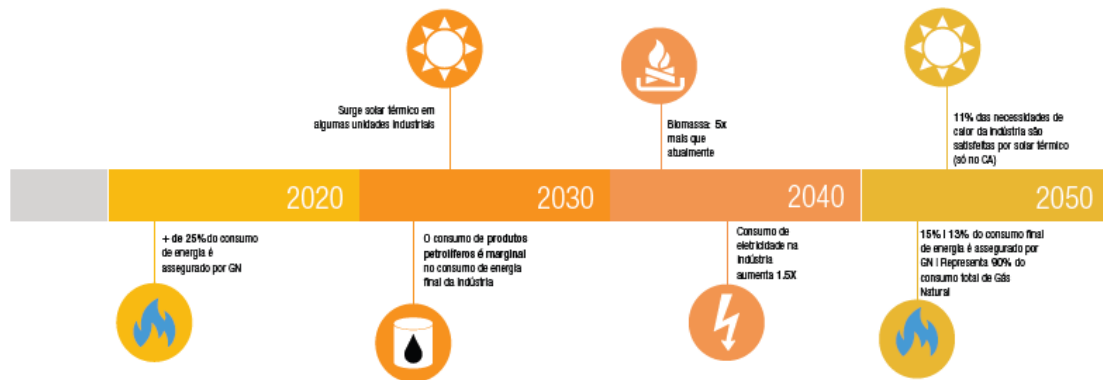 Surge solar térmico em
algumas unidades industriais
Biomassa: 5x
mais que
atualmente
11% das necessidades de
calor da indústria são
satisfeitas por solar térmico
(só no CA)
2020
2030
2040
2050
+ de 25% do consumo
de energia é
assegurado por GN
O consumo de produtos
petrolíferos é marginal
no consumo de energia
final da indústria
Consumo de
eletricidade na
indústria
aumenta 1.5X
15% | 13% do consumo final
de energia é assegurado por
GN | Representa 90% do
consumo total de Gás
Natural